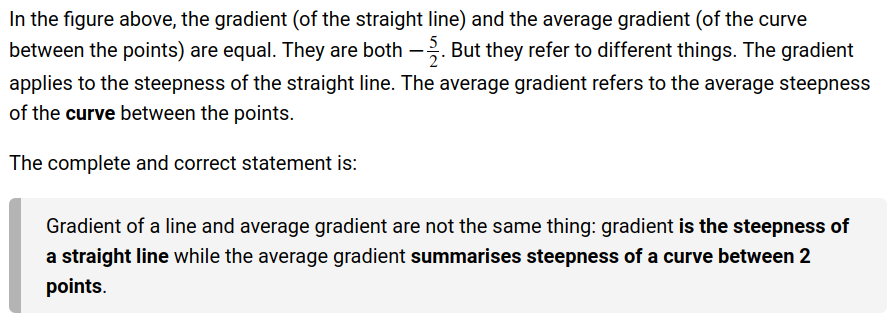 In the figure above, the gradient (of the straight line) and the average gradient (of the curve
between the points) are equal. They are both −5/2. But they refer to different things. The gradient
applies to the steepness of the straight line. The average gradient refers to the average steepness
of the curve between the points.
The complete and correct statement is:
Gradient of a line and average gradient are not the same thing: gradient is the steepness of
a straight line while the average gradient summarises steepness of a curve between 2
points.